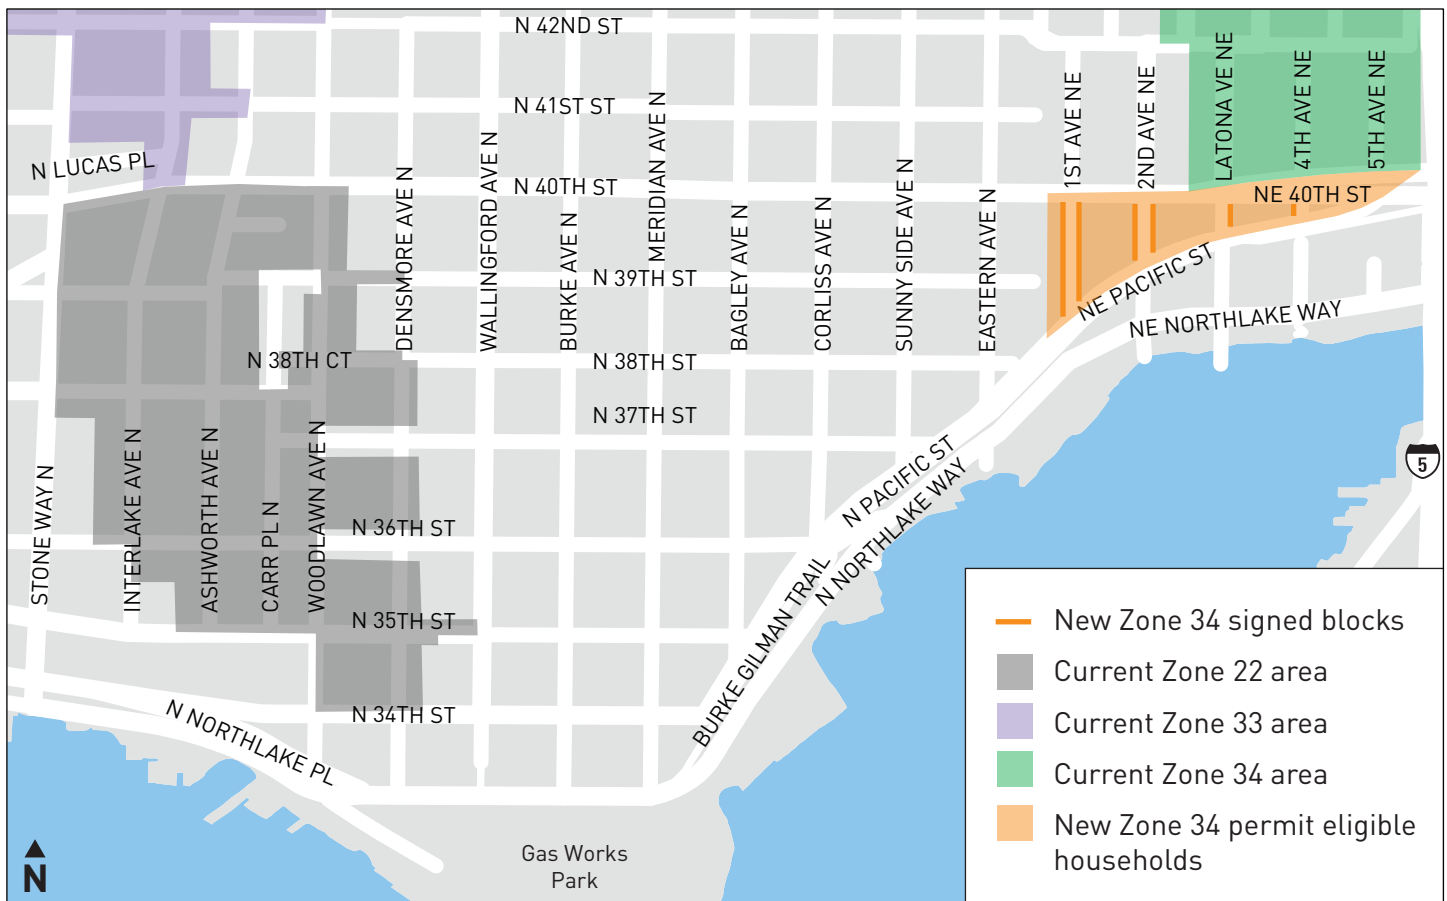 N 42ND ST
N 41ST ST
N LUCAS PL
N 40TH ST
NE 40TH ST
N 39TH ST
N 38TH CT
N 38TH ST
N 37TH ST
N 36TH ST
N 35TH ST
N 34TH ST
STONE WAY N
INTERLAKE AVE N
ASHWORTH AVE N
CARR PL N
WOODLAWN AVE N
DENSMORE AVE N
WALLINGFORD AVE N
BURKE AVE N
MERIDIAN AVE N
BAGLEY AVE N
CORLISS AVE N
SUNNY SIDE AVE N
EASTERN AVE N
1ST AVE NE
2ND AVE NE
LATONA VE NE
4TH AVE NE
5TH AVE NE
NE PACIFIC ST
NE NORTHLAKE WAY
N PACIFIC ST
N NORTHLAKE WAY
BURKE GILMAN TRAIL
N NORTHLAKE PL
Gas Works
Park
5
N
New Zone 34 signed blocks
Current Zone 22 area
Current Zone 33 area
Current Zone 34 area
New Zone 34 permit eligible
households